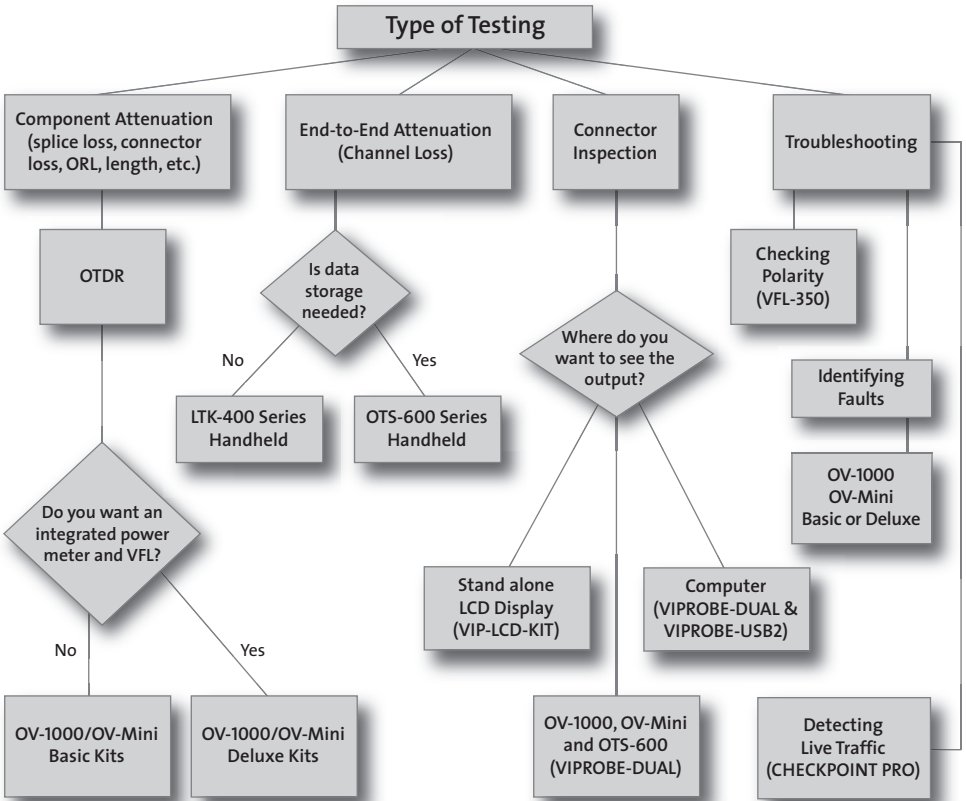 Type of Testing
Component Attenuation
(splice loss, connector
loss, ORL, length, etc.)
End-to-End Attenuation
(Channel Loss)
Connector
Inspection
Troubleshooting
OTDR
Is data
storage
needed?
Checking
Polarity
(VFL-350)
Where do you
want to see the
output?
No
Yes
Identifying
Faults
LTK-400 Series
Handheld
OTS-600 Series
Handheld
OV-1000
OV-Mini
Basic or Deluxe
Do you want an
integrated power
meter and VFL?
Stand alone
LCD Display
(VIP-LCD-KIT)
Computer
(VIPROBE-DUAL &
VIPROBE-USB2)
No
Yes
OV-1000/OV-Mini
Basic Kits
OV-1000/OV-Mini
Deluxe Kits
OV-1000, OV-Mini
and OTS-600
(VIPROBE-DUAL)
Detecting
Live Traffic
(CHECKPOINT PRO)